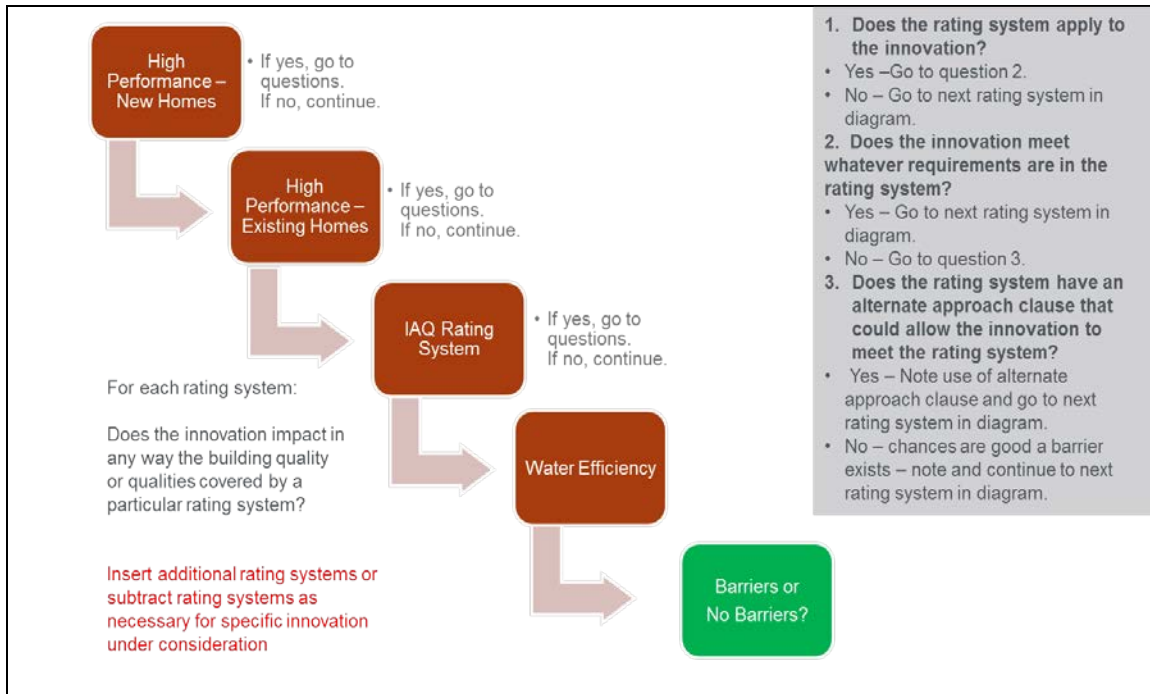 High
Performance –
New Homes
• If yes, go to
questions.
If no, continue.
High
Performance –
Existing Homes
• If yes, go to
questions.
If no, continue.
IAQ Rating
System
• If yes, go to
questions.
If no, continue.
Water Efficiency
Barriers or
No Barriers?
For each rating system:
Does the innovation impact in
any way the building quality
or qualities covered by a
particular rating system?
Insert additional rating systems or
subtract rating systems as
necessary for specific innovation
under consideration
1. Does the rating system apply to
the innovation?
• Yes –Go to question 2.
• No – Go to next rating system in
diagram.
2. Does the innovation meet
whatever requirements are in the
rating system?
• Yes – Go to next rating system in
diagram.
• No – Go to question 3.
3. Does the rating system have an
alternate approach clause that
could allow the innovation to
meet the rating system?
• Yes – Note use of alternate
approach clause and go to next
rating system in diagram.
• No – chances are good a barrier
exists – note and continue to next
rating system in diagram.